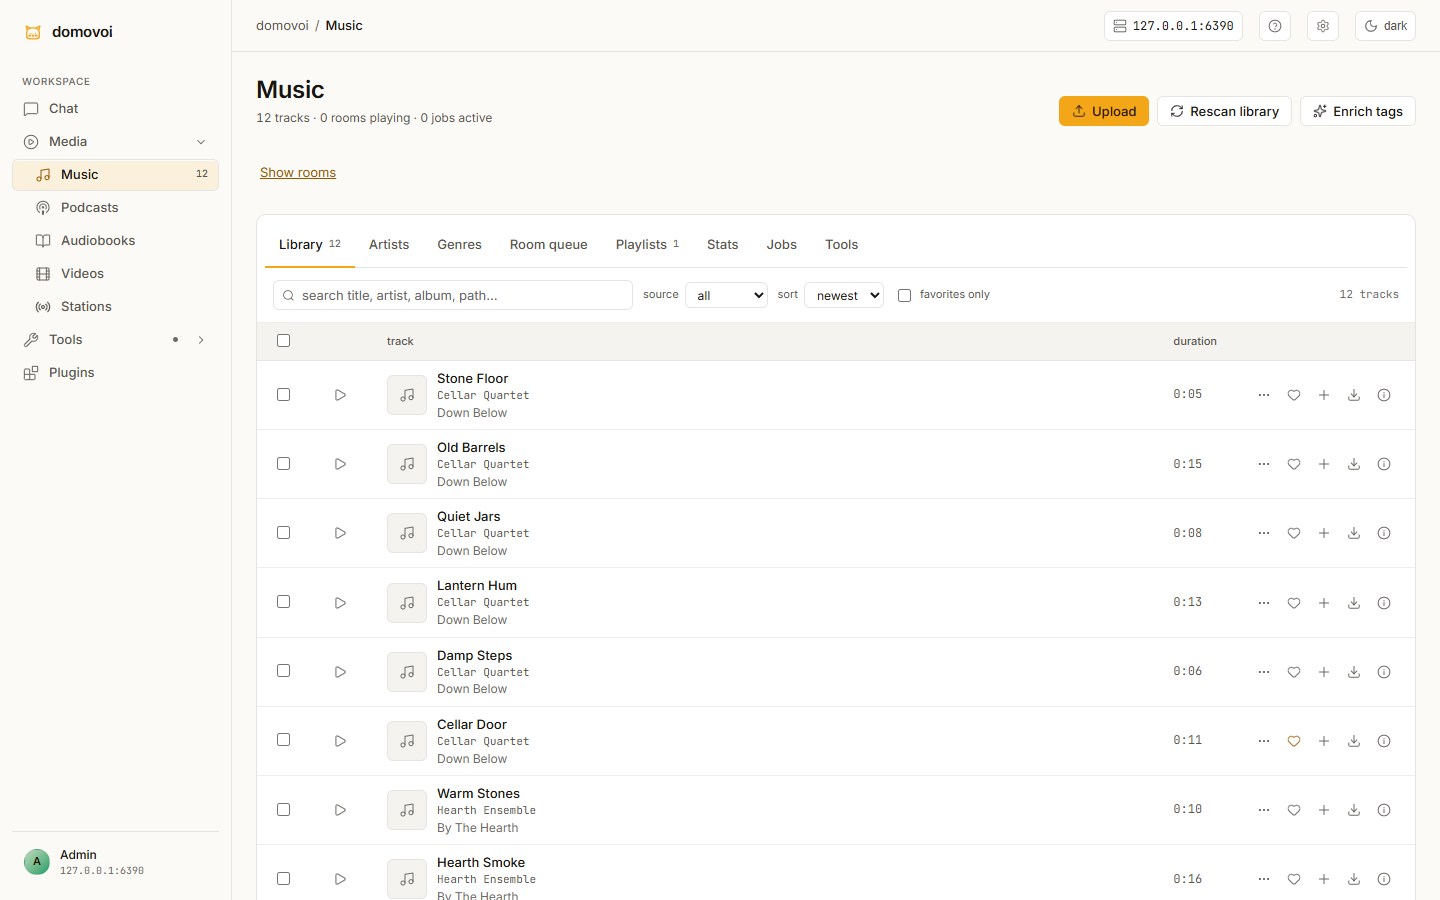 domovoi
domovoi / Music
127.0.0.1:6390
dark
WORKSPACE
Chat
Media
Music 12
Podcasts
Audiobooks
Videos
Stations
Tools
Plugins
Admin
127.0.0.1:6390
Music
12 tracks · 0 rooms playing · 0 jobs active
Upload
Rescan library
Enrich tags
Show rooms
Library 12 Artists Genres Room queue Playlists 1 Stats Jobs Tools
search title, artist, album, path... source all sort newest favorites only 12 tracks
track duration
Stone Floor
Cellar Quartet
Down Below
0:05
Old Barrels
Cellar Quartet
Down Below
0:15
Quiet Jars
Cellar Quartet
Down Below
0:08
Lantern Hum
Cellar Quartet
Down Below
0:13
Damp Steps
Cellar Quartet
Down Below
0:06
Cellar Door
Cellar Quartet
Down Below
0:11
Warm Stones
Hearth Ensemble
By The Hearth
0:10
Hearth Smoke
Hearth Ensemble
By The Hearth
0:16
A